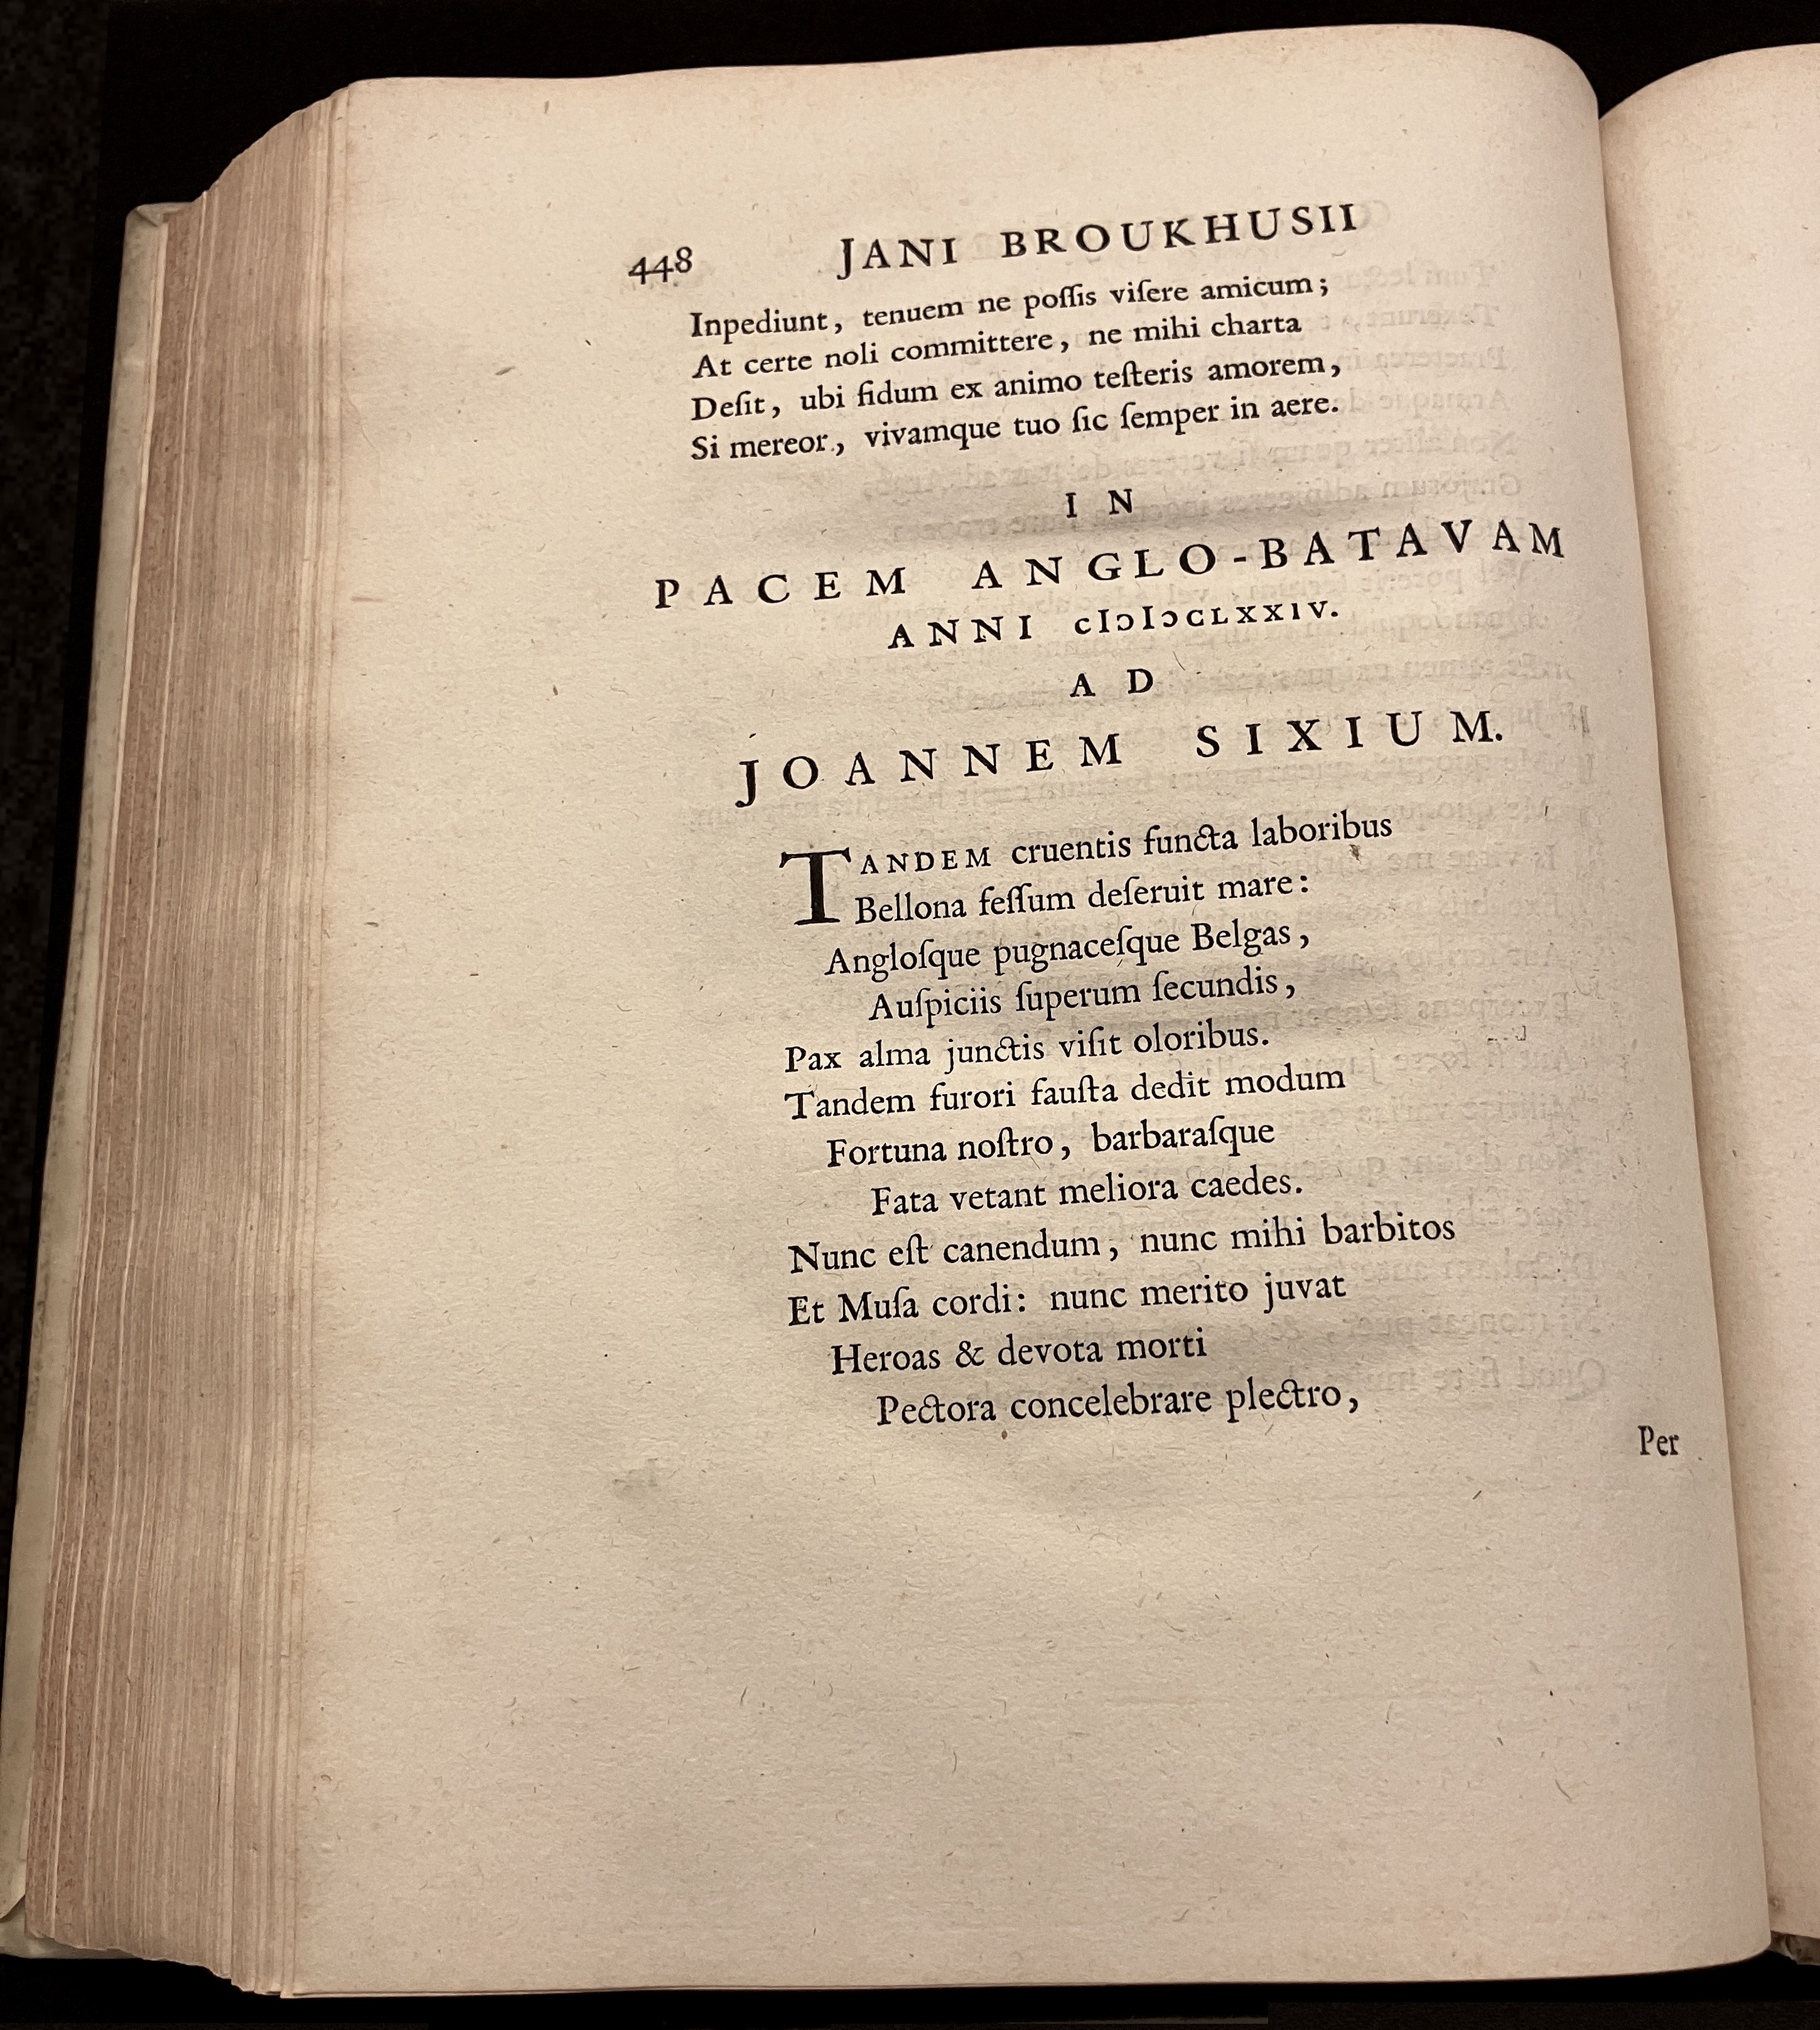 448 JANI BROUKHUSII
Inpediunt, tenuem ne poſſis viſere amicum;
At certe noli committere, ne mihi charta
Deſit, ubi fidum ex animo teſteris amorem,
Si mereor, vivamque tuo ſic ſemper in aere.
IN
PACEM ANGLO-BATAVAM
ANNI cIↄIↄCLXXIV.
AD
JOANNEM SIXIUM.
TANDEM cruentis functa laboribus
Bellona feſſum deſeruit mare:
Angloſque pugnaceſque Belgas,
Auſpiciis ſuperum ſecundis,
Pax alma junctis viſit oloribus.
Tandem furori fauſta dedit modum
Fortuna noſtro, barbaraſque
Fata vetant meliora caedes.
Nunc eſt canendum, nunc mihi barbitos
Et Muſa cordi: nunc merito juvat
Heroas & devota morti
Pectora concelebrare plectro,
Per